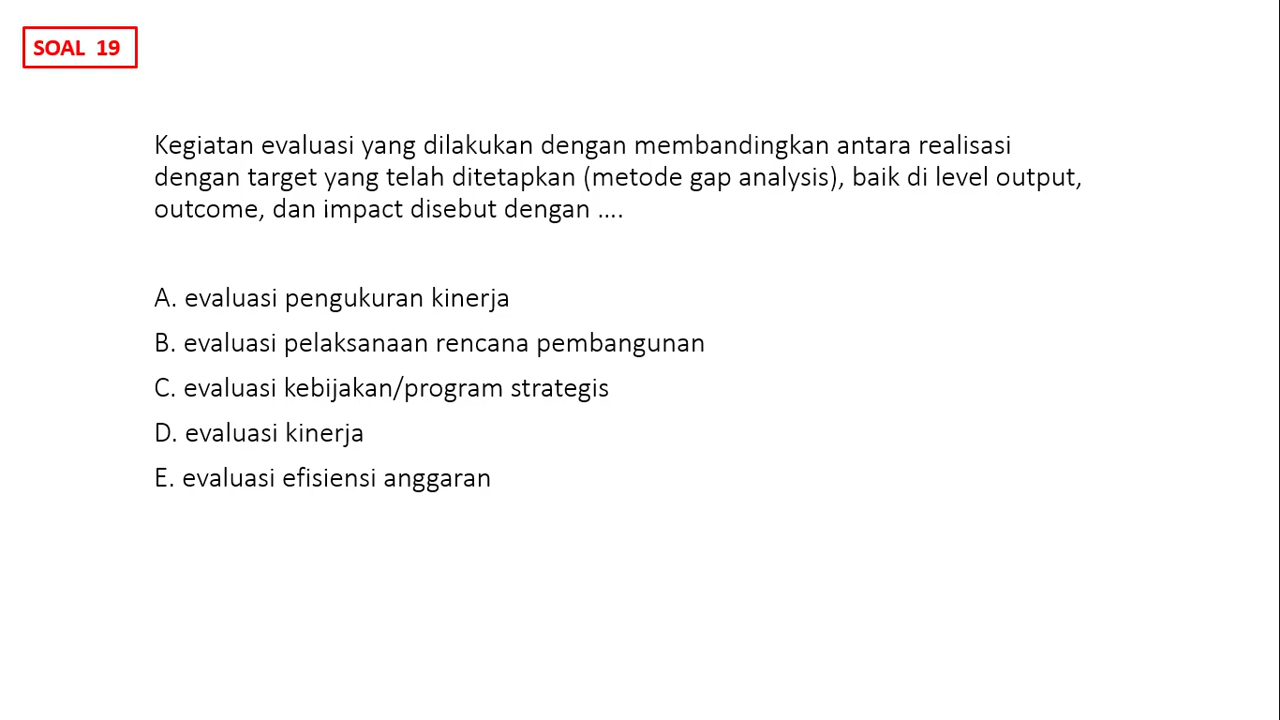 SOAL 19
Kegiatan evaluasi yang dilakukan dengan membandingkan antara realisasi
dengan target yang telah ditetapkan (metode gap analysis), baik di level output,
outcome, dan impact disebut dengan ....
A. evaluasi pengukuran kinerja
B. evaluasi pelaksanaan rencana pembangunan
C. evaluasi kebijakan/program strategis
D. evaluasi kinerja
E. evaluasi efisiensi anggaran